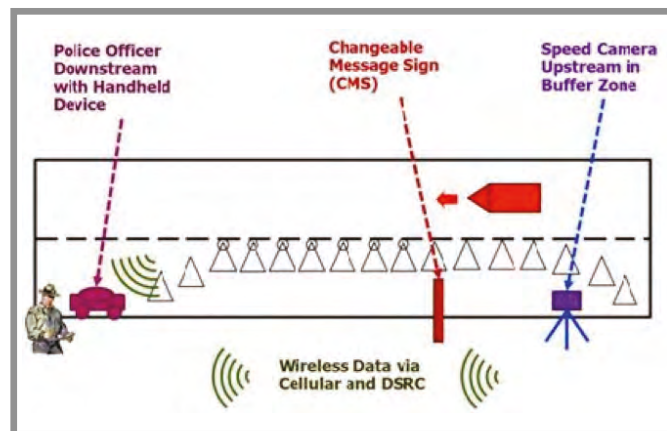 Police Officer
Downstream
with Handheld
Device
Changeable
Message Sign
(CMS)
Speed Camera
Upstream in
Buffer Zone
Wireless Data via
Cellular and DSRC